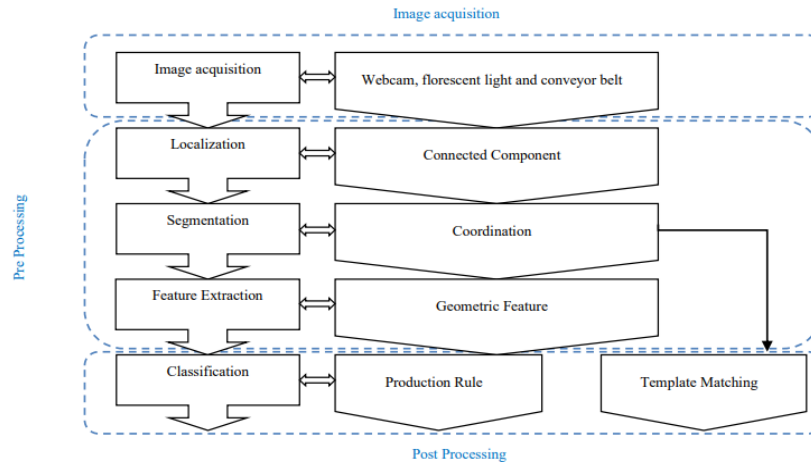 Image acquisition
Image acquisition
Webcam, florescent light and conveyor belt
Localization
Connected Component
Pre Processing
Segmentation
Coordination
Feature Extraction
Geometric Feature
Classification
Production Rule
Template Matching
Post Processing